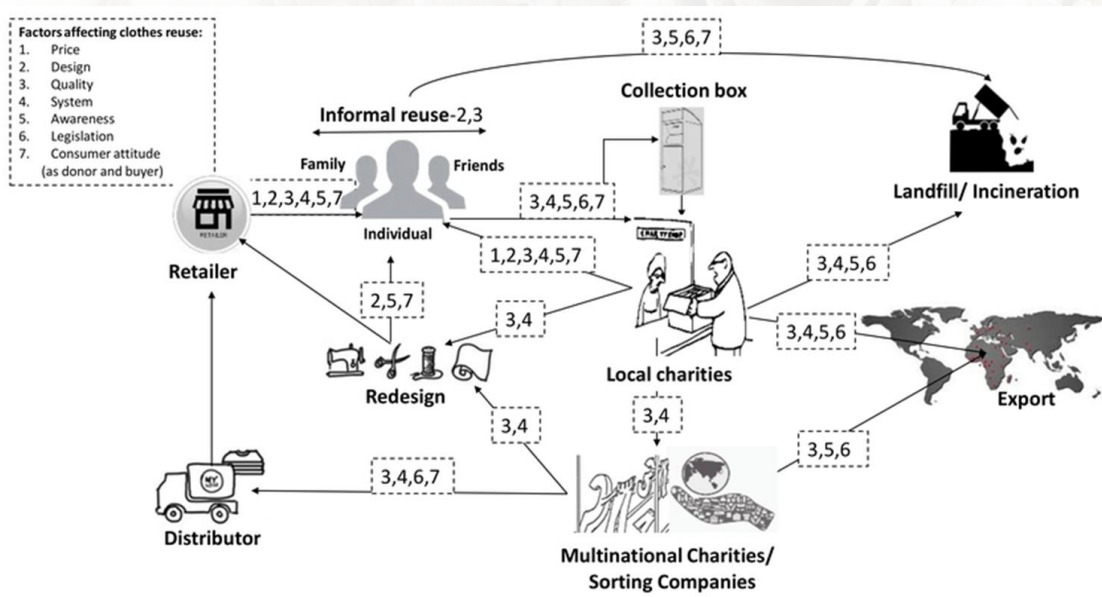 Factors affecting clothes reuse:
1. Price
2. Design
3. Quality
4. System
5. Awareness
6. Legislation
7. Consumer attitude
(as donor and buyer)
3,5,6,7
Collection box
Informal reuse-2,3
Family
Friends
Landfill/ Incineration
1,2,3,4,5,7
3,4,5,6,7
RETAILER
Individual
1,2,3,4,5,7
3,4,5,6
Retailer
2,5,7
3,4
3,4,5,6
Redesign
Local charities
Export
3,4
3,4
3,5,6
3,4,6,7
Distributor
Multinational Charities/
Sorting Companies